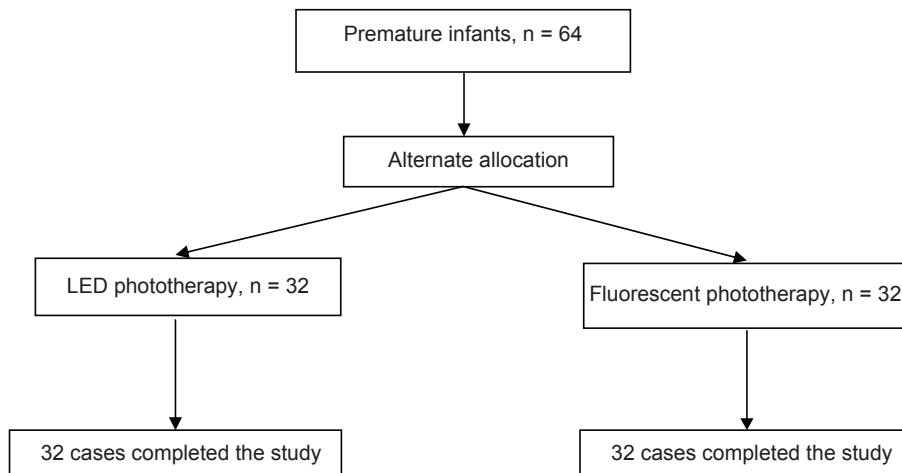 Premature infants, n = 64
Alternate allocation
LED phototherapy, n = 32
Fluorescent phototherapy, n = 32
32 cases completed the study
32 cases completed the study